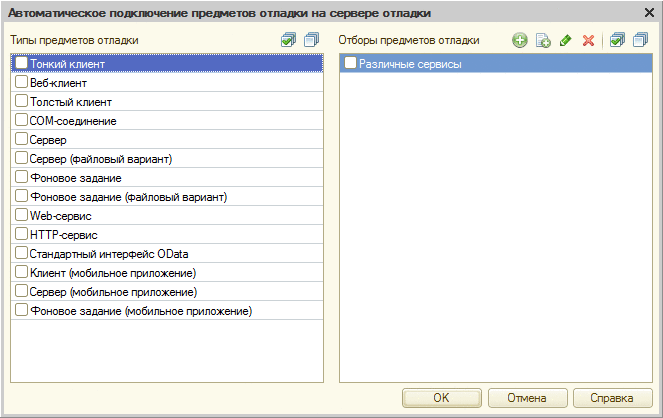 Автоматическое подключение предметов отладки на сервере отладки
Типы предметов отладки
Тонкий клиент
Веб-клиент
Толстый клиент
COM-соединение
Сервер
Сервер (файловый вариант)
Фоновое задание
Фоновое задание (файловый вариант)
Web-сервис
HTTP-сервис
Стандартный интерфейс OData
Клиент (мобильное приложение)
Сервер (мобильное приложение)
Фоновое задание (мобильное приложение)
Отборы предметов отладки
Различные сервисы
OK
Отмена
Справка